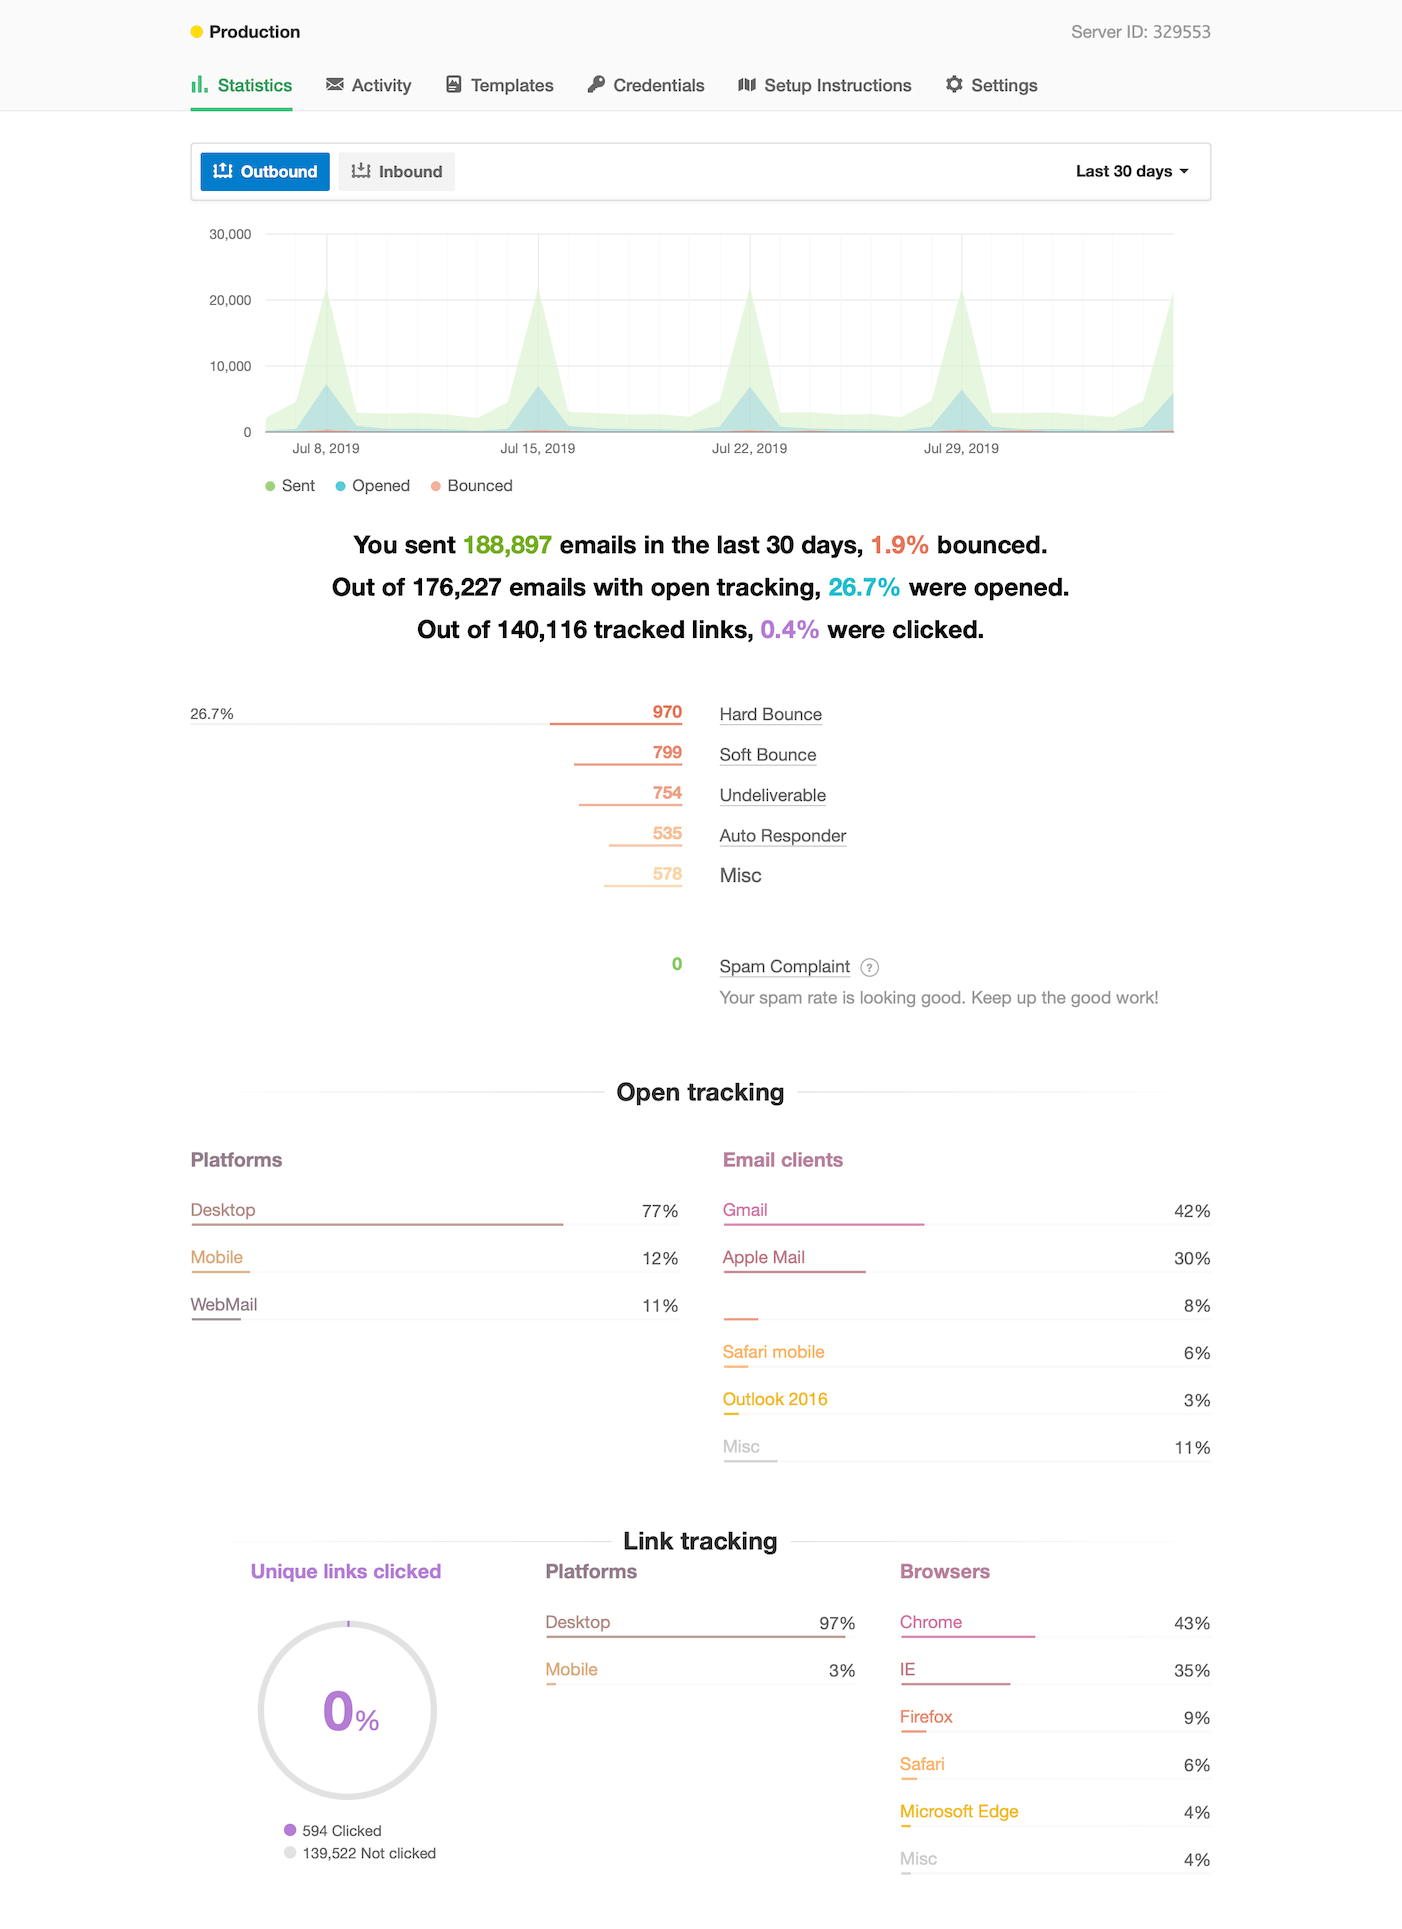 Production
Server ID: 329553
Statistics Activity Templates Credentials Setup Instructions Settings
Outbound Inbound Last 30 days
30,000
20,000
10,000
0
Jul 8, 2019 Jul 15, 2019 Jul 22, 2019 Jul 29, 2019
Sent Opened Bounced
You sent 188,897 emails in the last 30 days, 1.9% bounced.
Out of 176,227 emails with open tracking, 26.7% were opened.
Out of 140,116 tracked links, 0.4% were clicked.
26.7% 970 Hard Bounce
799 Soft Bounce
754 Undeliverable
535 Auto Responder
578 Misc
0 Spam Complaint ?
Your spam rate is looking good. Keep up the good work!
Open tracking
Platforms
Desktop 77%
Mobile 12%
WebMail 11%
Email clients
Gmail 42%
Apple Mail 30%
8%
Safari mobile 6%
Outlook 2016 3%
Misc 11%
Link tracking
Unique links clicked
0%
594 Clicked
139,522 Not clicked
Platforms
Desktop 97%
Mobile 3%
Browsers
Chrome 43%
IE 35%
Firefox 9%
Safari 6%
Microsoft Edge 4%
Misc 4%